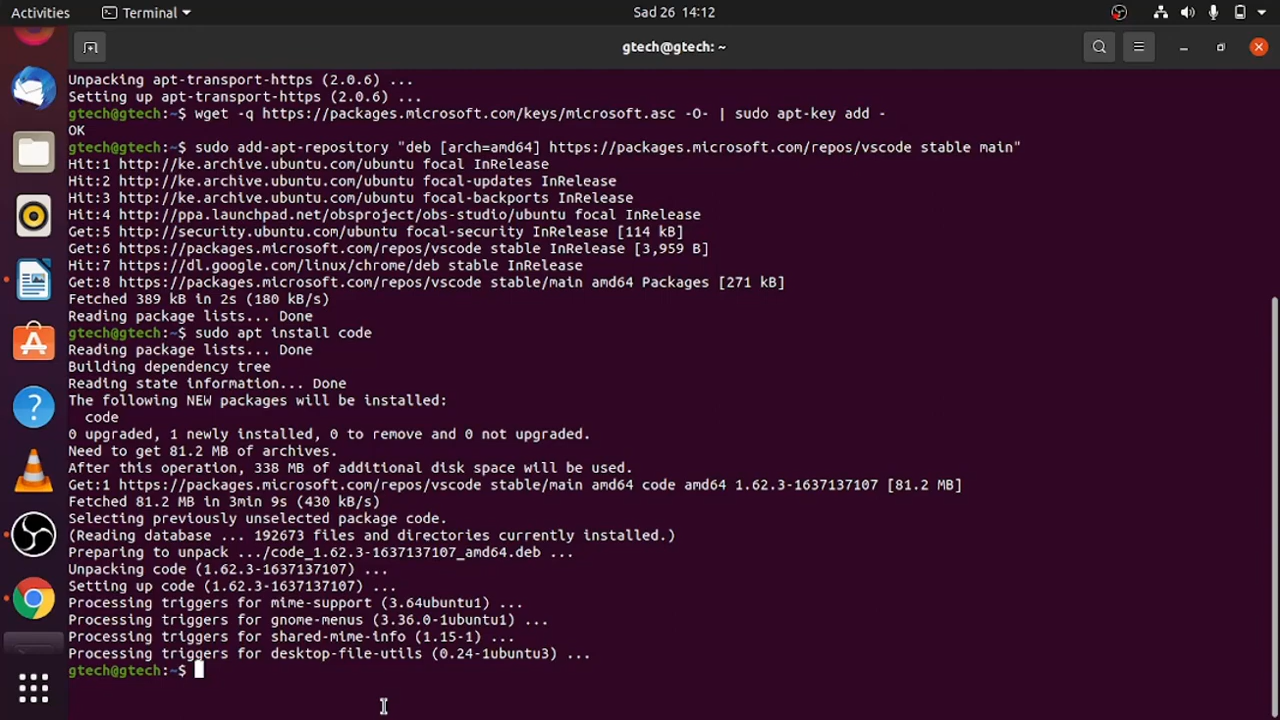 Activities
Terminal
Sad 26 14:12
gtech@gtech: ~
Unpacking apt-transport-https (2.0.6) ...
Setting up apt-transport-https (2.0.6) ...
gtech@gtech:~$ wget -q https://packages.microsoft.com/keys/microsoft.asc -O- | sudo apt-key add -
OK
gtech@gtech:~$ sudo add-apt-repository "deb [arch=amd64] https://packages.microsoft.com/repos/vscode stable main"
Hit:1 http://ke.archive.ubuntu.com/ubuntu focal InRelease
Hit:2 http://ke.archive.ubuntu.com/ubuntu focal-updates InRelease
Hit:3 http://ke.archive.ubuntu.com/ubuntu focal-backports InRelease
Hit:4 http://ppa.launchpad.net/obsproject/obs-studio/ubuntu focal InRelease
Get:5 http://security.ubuntu.com/ubuntu focal-security InRelease [114 kB]
Get:6 https://packages.microsoft.com/repos/vscode stable InRelease [3,959 B]
Hit:7 https://dl.google.com/linux/chrome/deb stable InRelease
Get:8 https://packages.microsoft.com/repos/vscode stable/main amd64 Packages [271 kB]
Fetched 389 kB in 2s (180 kB/s)
Reading package lists... Done
gtech@gtech:~$ sudo apt install code
Reading package lists... Done
Building dependency tree
Reading state information... Done
The following NEW packages will be installed:
  code
0 upgraded, 1 newly installed, 0 to remove and 0 not upgraded.
Need to get 81.2 MB of archives.
After this operation, 338 MB of additional disk space will be used.
Get:1 https://packages.microsoft.com/repos/vscode stable/main amd64 code amd64 1.62.3-1637137107 [81.2 MB]
Fetched 81.2 MB in 3min 9s (430 kB/s)
Selecting previously unselected package code.
(Reading database ... 192673 files and directories currently installed.)
Preparing to unpack .../code_1.62.3-1637137107_amd64.deb ...
Unpacking code (1.62.3-1637137107) ...
Setting up code (1.62.3-1637137107) ...
Processing triggers for mime-support (3.64ubuntu1) ...
Processing triggers for gnome-menus (3.36.0-1ubuntu1) ...
Processing triggers for shared-mime-info (1.15-1) ...
Processing triggers for desktop-file-utils (0.24-1ubuntu3) ...
gtech@gtech:~$